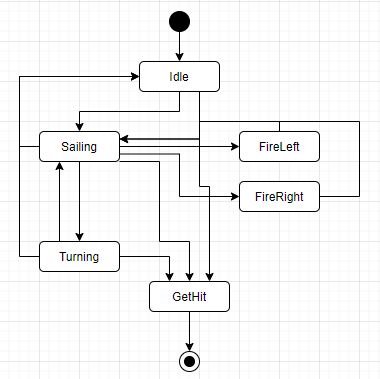 Idle
Sailing
FireLeft
FireRight
Turning
GetHit